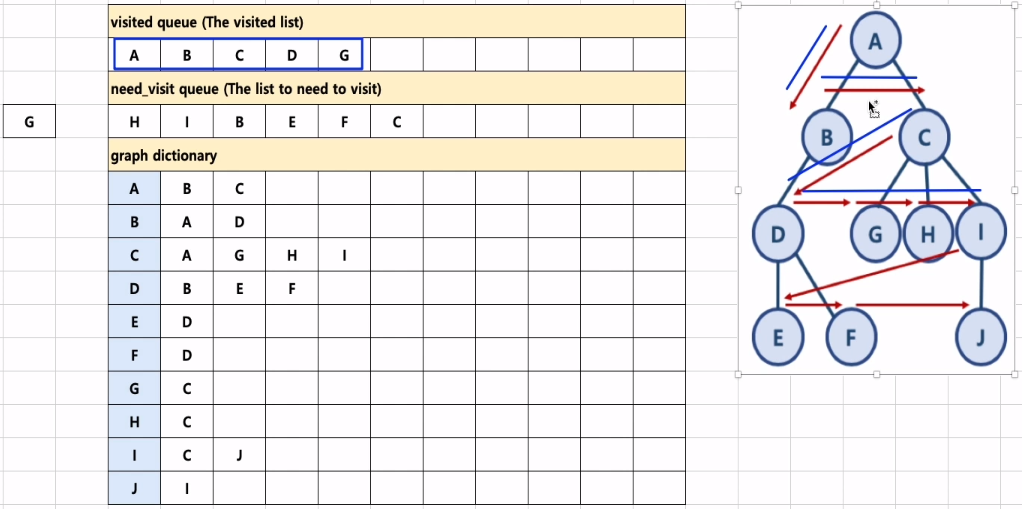 visited queue (The visited list)
A B C D G
need_visit queue (The list to need to visit)
G H I B E F C
graph dictionary
A B C
B A D
C A G H I
D B E F
E D
F D
G C
H C
I C J
J I
A
B C
D G H I
E F J